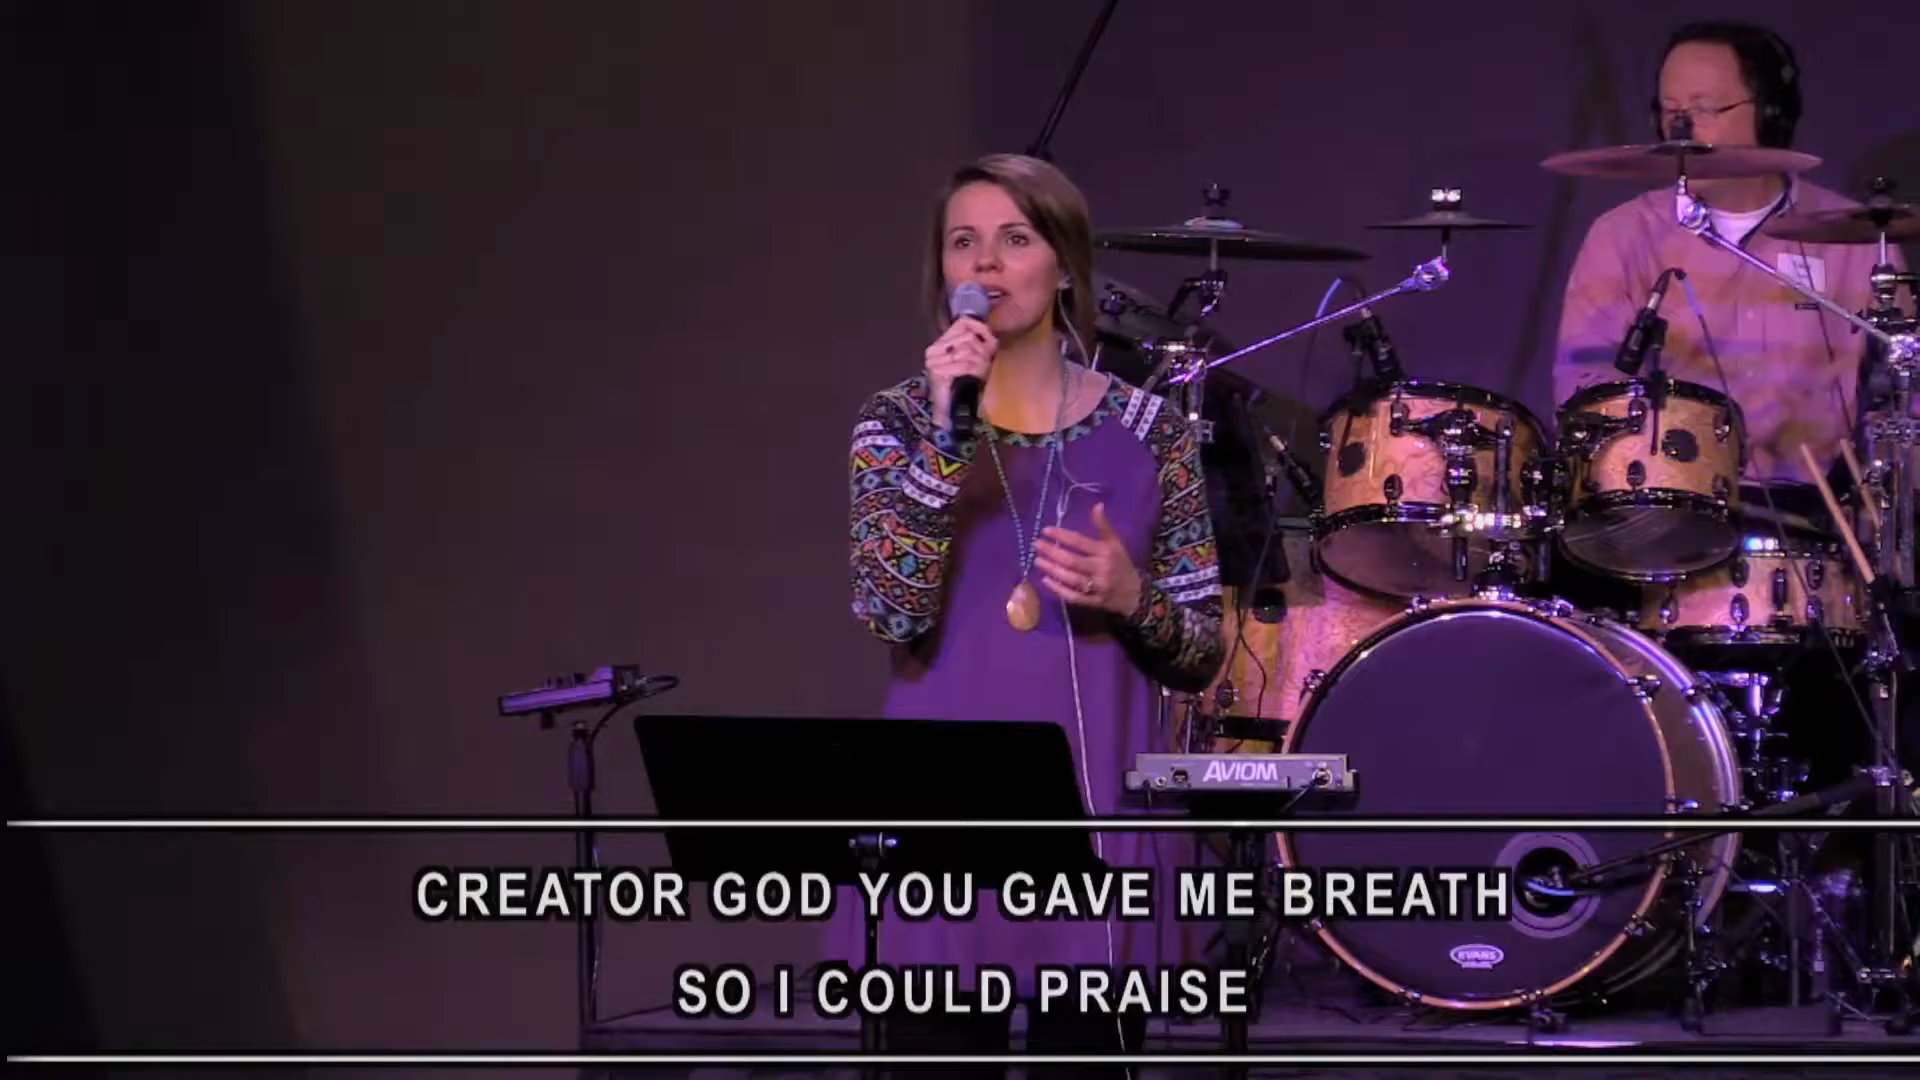 AVIOM
CREATOR GOD YOU GAVE ME BREATH
EVANS
SO I COULD PRAISE